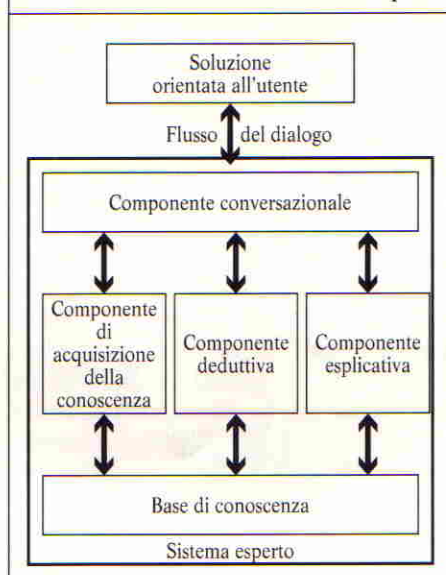 Soluzione
orientata all'utente
Flusso del dialogo
Componente conversazionale
Componente
di
acquisizione
della
conoscenza
Componente
deduttiva
Componente
esplicativa
Base di conoscenza
Sistema esperto